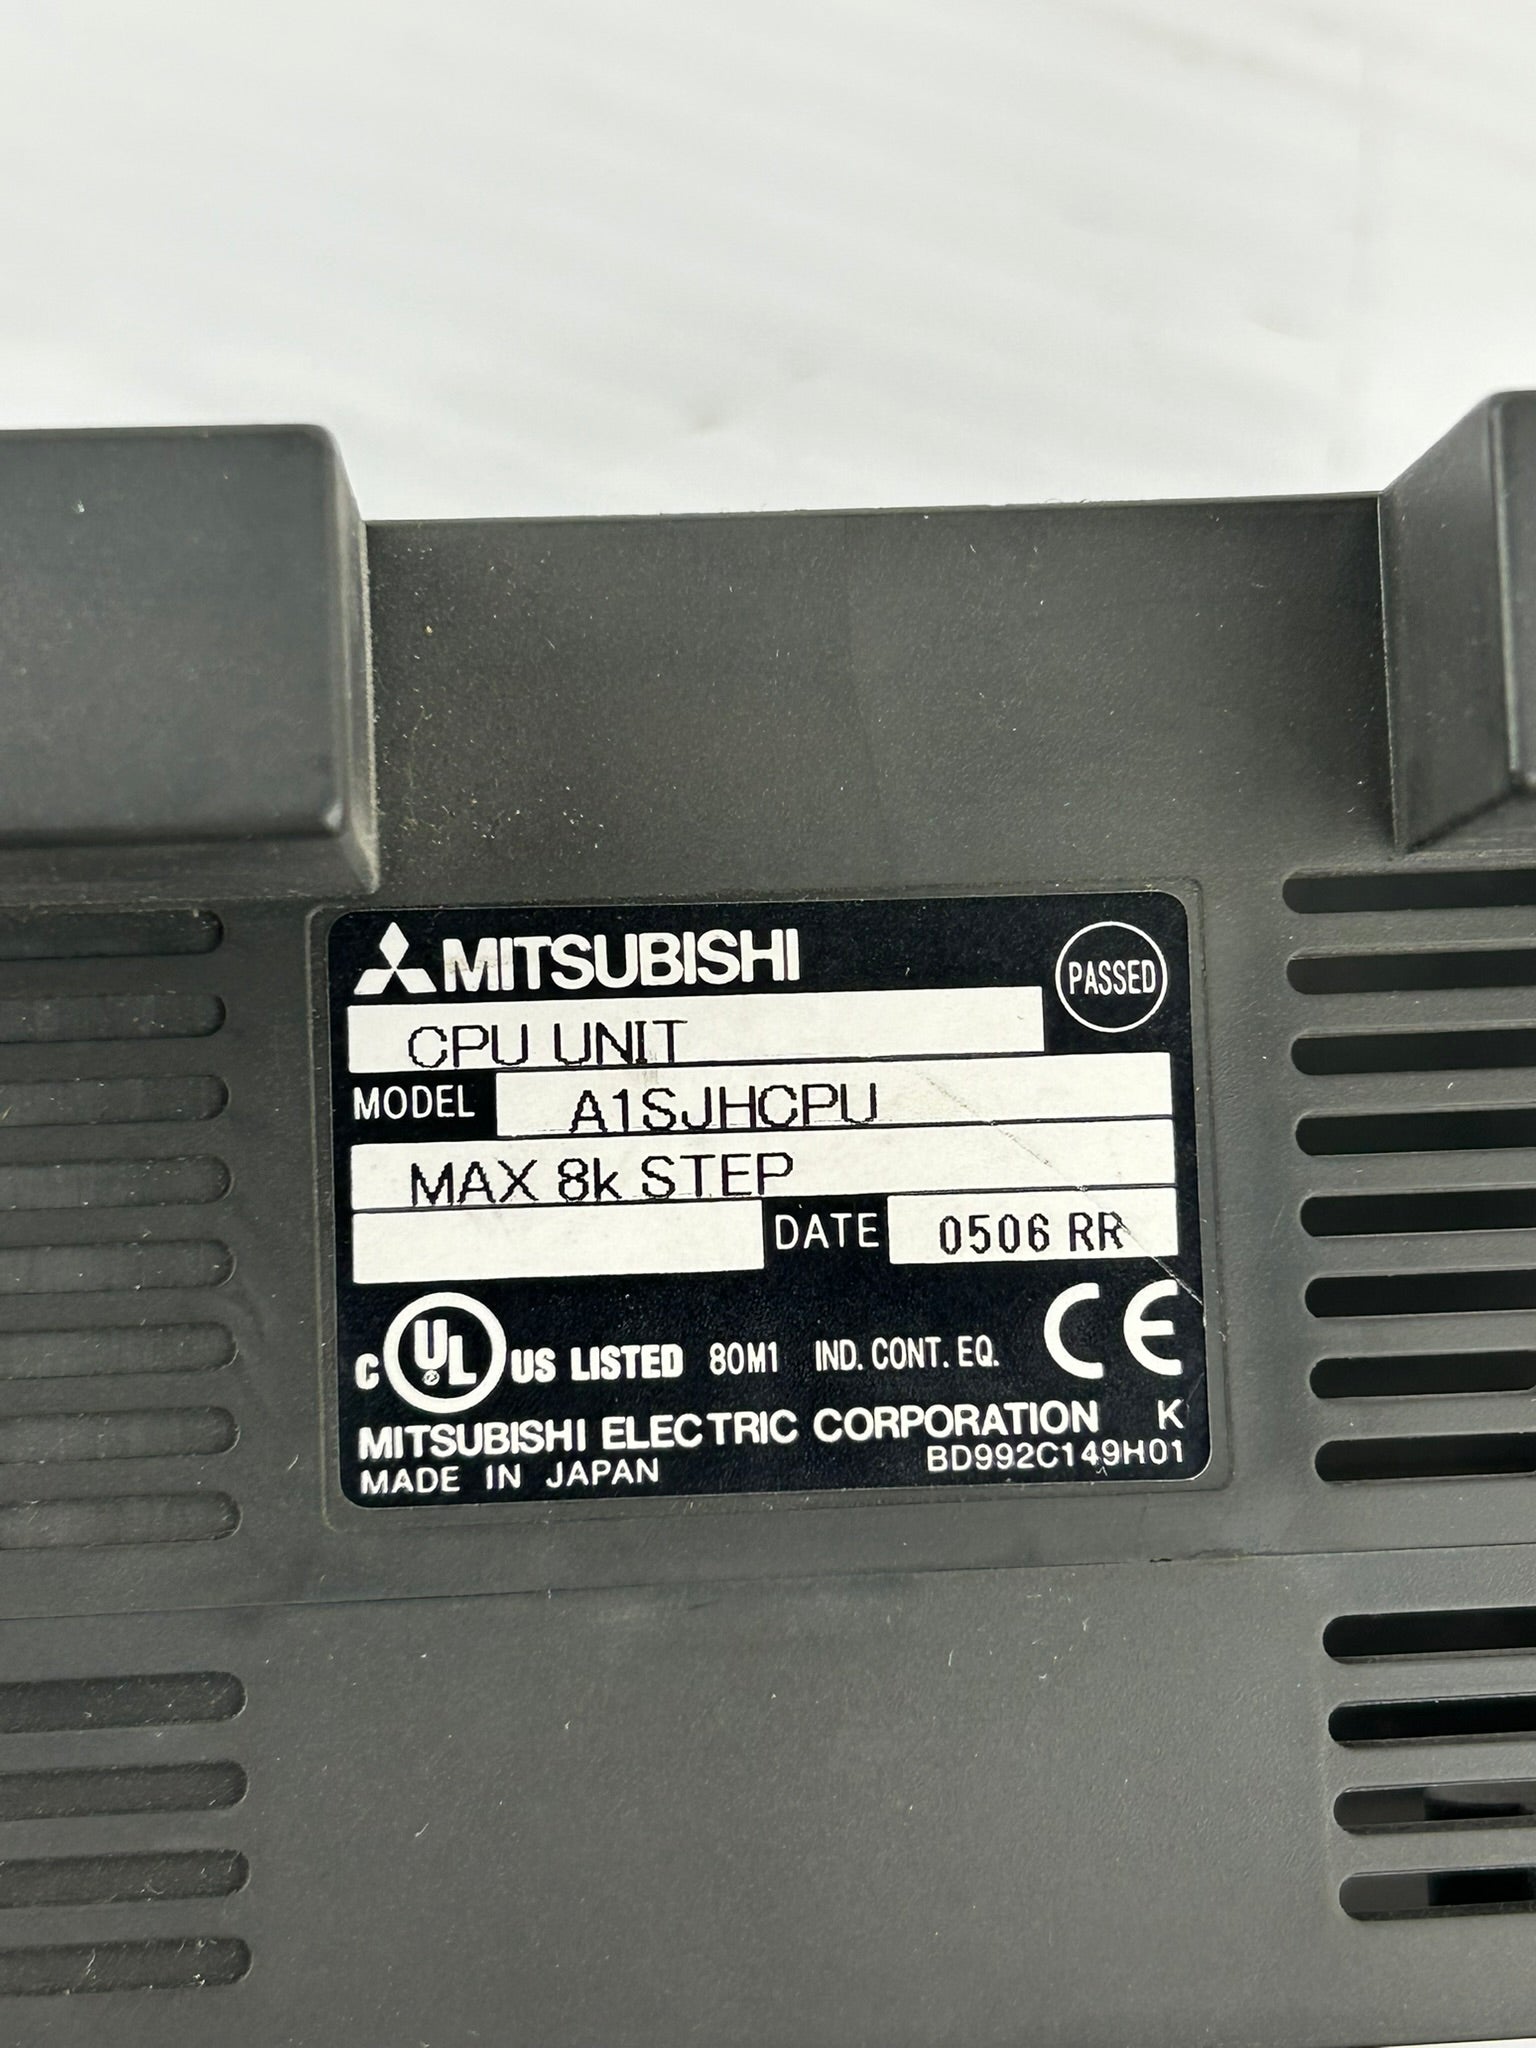 MITSUBISHI
PASSED
CPU UNIT
MODEL A1SJHCPU
MAX 8k STEP
DATE 0506 RR
C UL US LISTED 80M1 IND. CONT. EQ. CE
MITSUBISHI ELECTRIC CORPORATION K
MADE IN JAPAN BD992C149H01